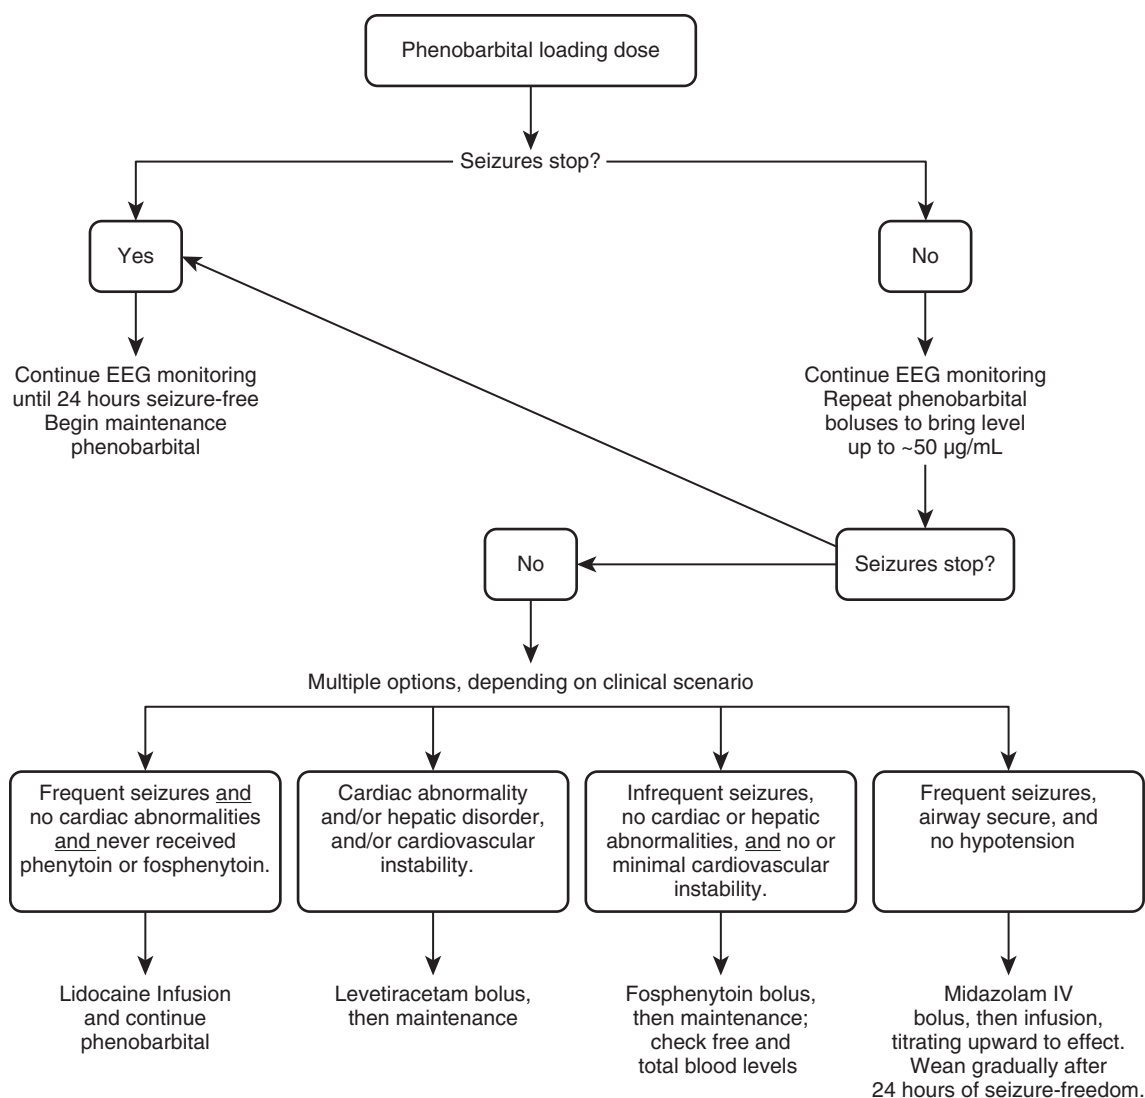 Phenobarbital loading dose
Seizures stop?
Yes
No
Continue EEG monitoring
until 24 hours seizure-free
Begin maintenance
phenobarbital
Continue EEG monitoring
Repeat phenobarbital
boluses to bring level
up to ~50 µg/mL
No
Seizures stop?
Multiple options, depending on clinical scenario
Frequent seizures and
no cardiac abnormalities
and never received
phenytoin or fosphenytoin.
Cardiac abnormality
and/or hepatic disorder,
and/or cardiovascular
instability.
Infrequent seizures,
no cardiac or hepatic
abnormalities, and no or
minimal cardiovascular
instability.
Frequent seizures,
airway secure, and
no hypotension
Lidocaine Infusion
and continue
phenobarbital
Levetiracetam bolus,
then maintenance
Fosphenytoin bolus,
then maintenance;
check free and
total blood levels
Midazolam IV
bolus, then infusion,
titrating upward to effect.
Wean gradually after
24 hours of seizure-freedom.